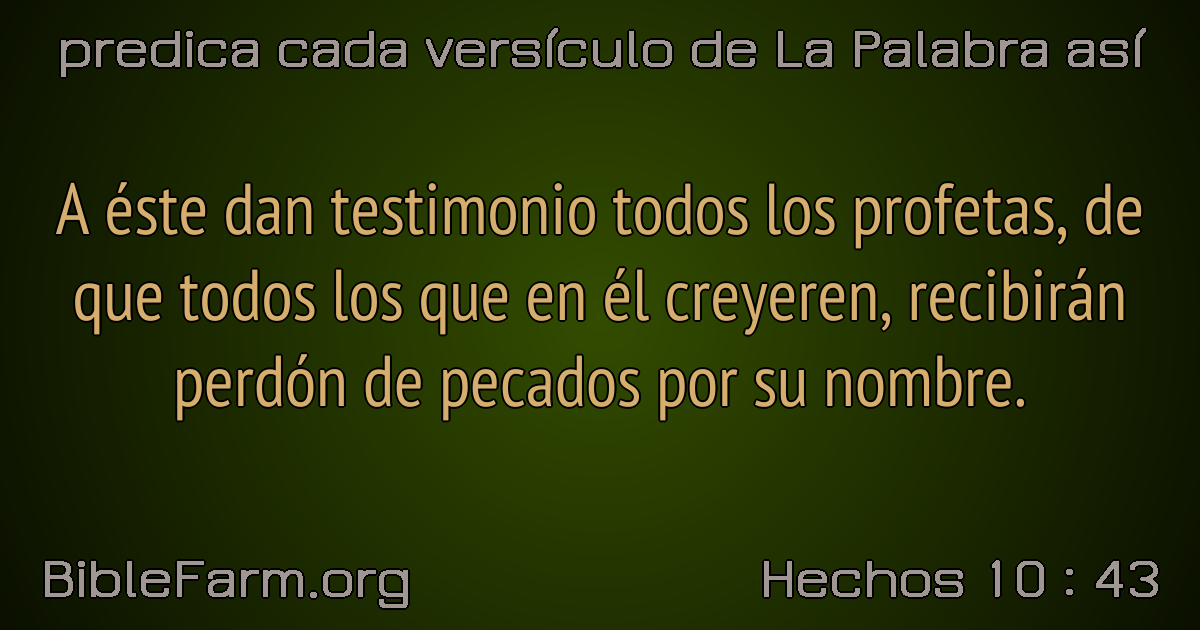 predica cada versículo de La Palabra así
A éste dan testimonio todos los profetas, de
que todos los que en él creyeren, recibirán
perdón de pecados por su nombre.
BibleFarm.org
Hechos 10 : 43